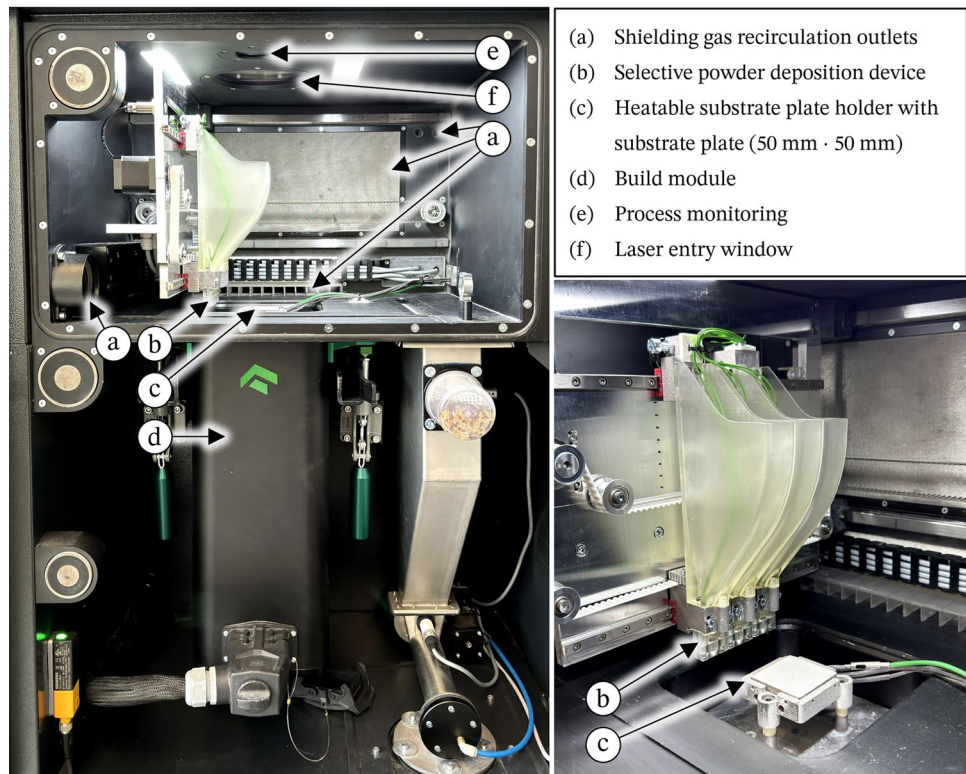 e
f
a
a
b
c
d
(a) Shielding gas recirculation outlets
(b) Selective powder deposition device
(c) Heatable substrate plate holder with
substrate plate (50 mm · 50 mm)
(d) Build module
(e) Process monitoring
(f) Laser entry window
b
c